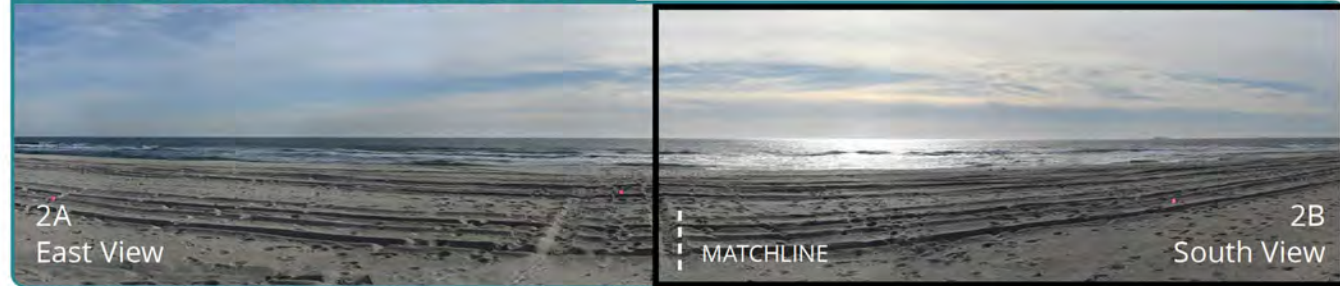 2A
East View
MATCHLINE
2B
South View